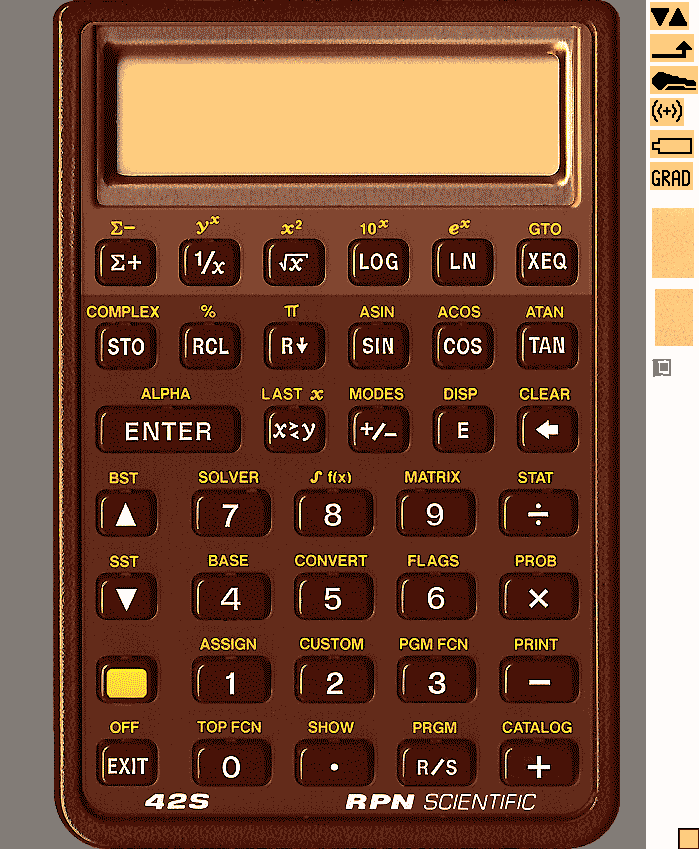 GRAD
Σ− yˣ x² 10ˣ eˣ GTO
Σ+ 1/x √x LOG LN XEQ
COMPLEX % π ASIN ACOS ATAN
STO RCL R↓ SIN COS TAN
ALPHA LAST x MODES DISP CLEAR
ENTER x≷y +/− E ←
BST SOLVER ∫f(x) MATRIX STAT
▲ 7 8 9 ÷
SST BASE CONVERT FLAGS PROB
▼ 4 5 6 ×
ASSIGN CUSTOM PGM FCN PRINT
1 2 3 −
OFF TOP FCN SHOW PRGM CATALOG
EXIT 0 . R/S +
42S RPN SCIENTIFIC